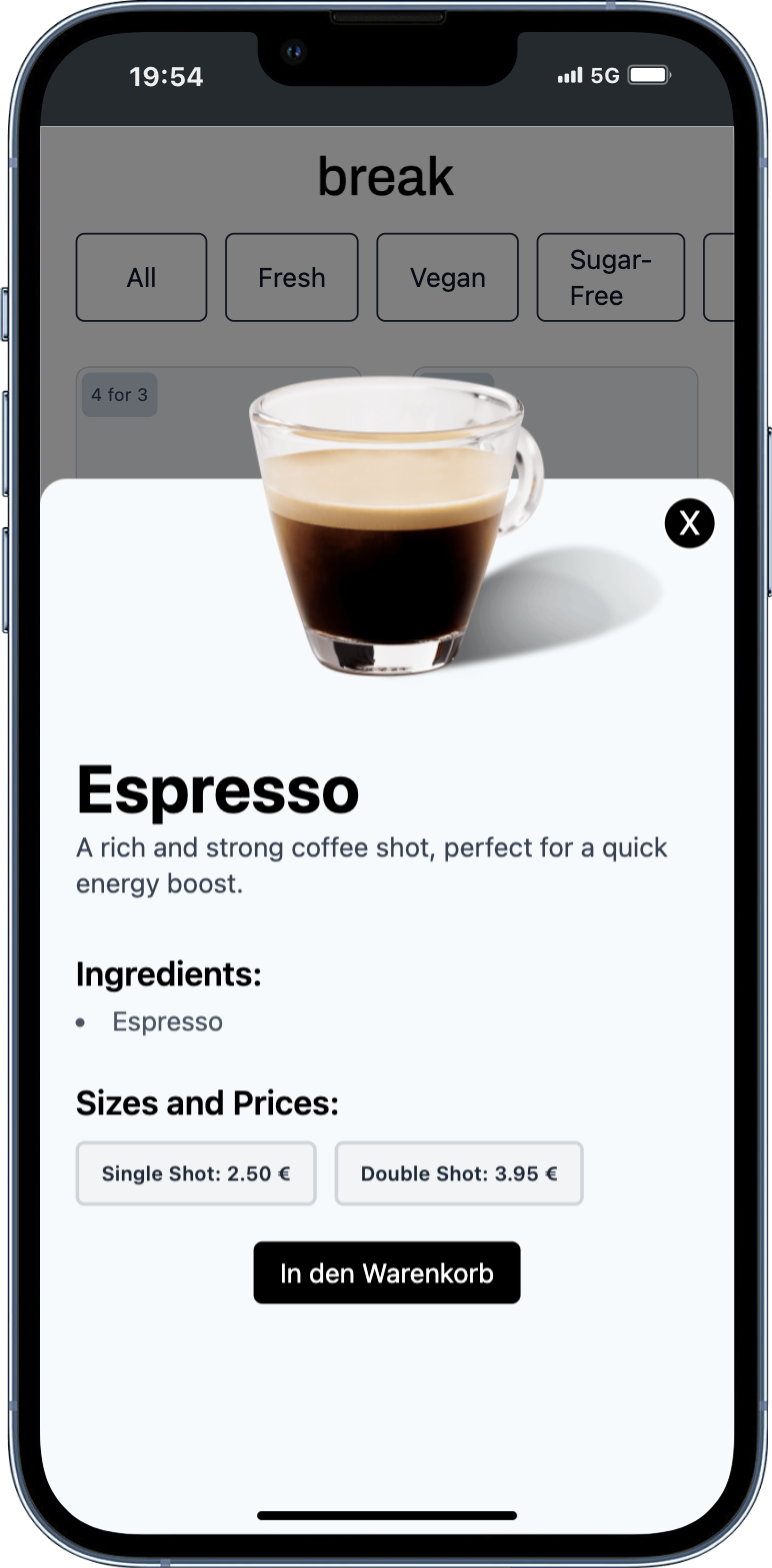 19:54
5G
break
All
Fresh
Vegan
Sugar-
Free
4 for 3
X
Espresso
A rich and strong coffee shot, perfect for a quick
energy boost.
Ingredients:
• Espresso
Sizes and Prices:
Single Shot: 2.50 €
Double Shot: 3.95 €
In den Warenkorb